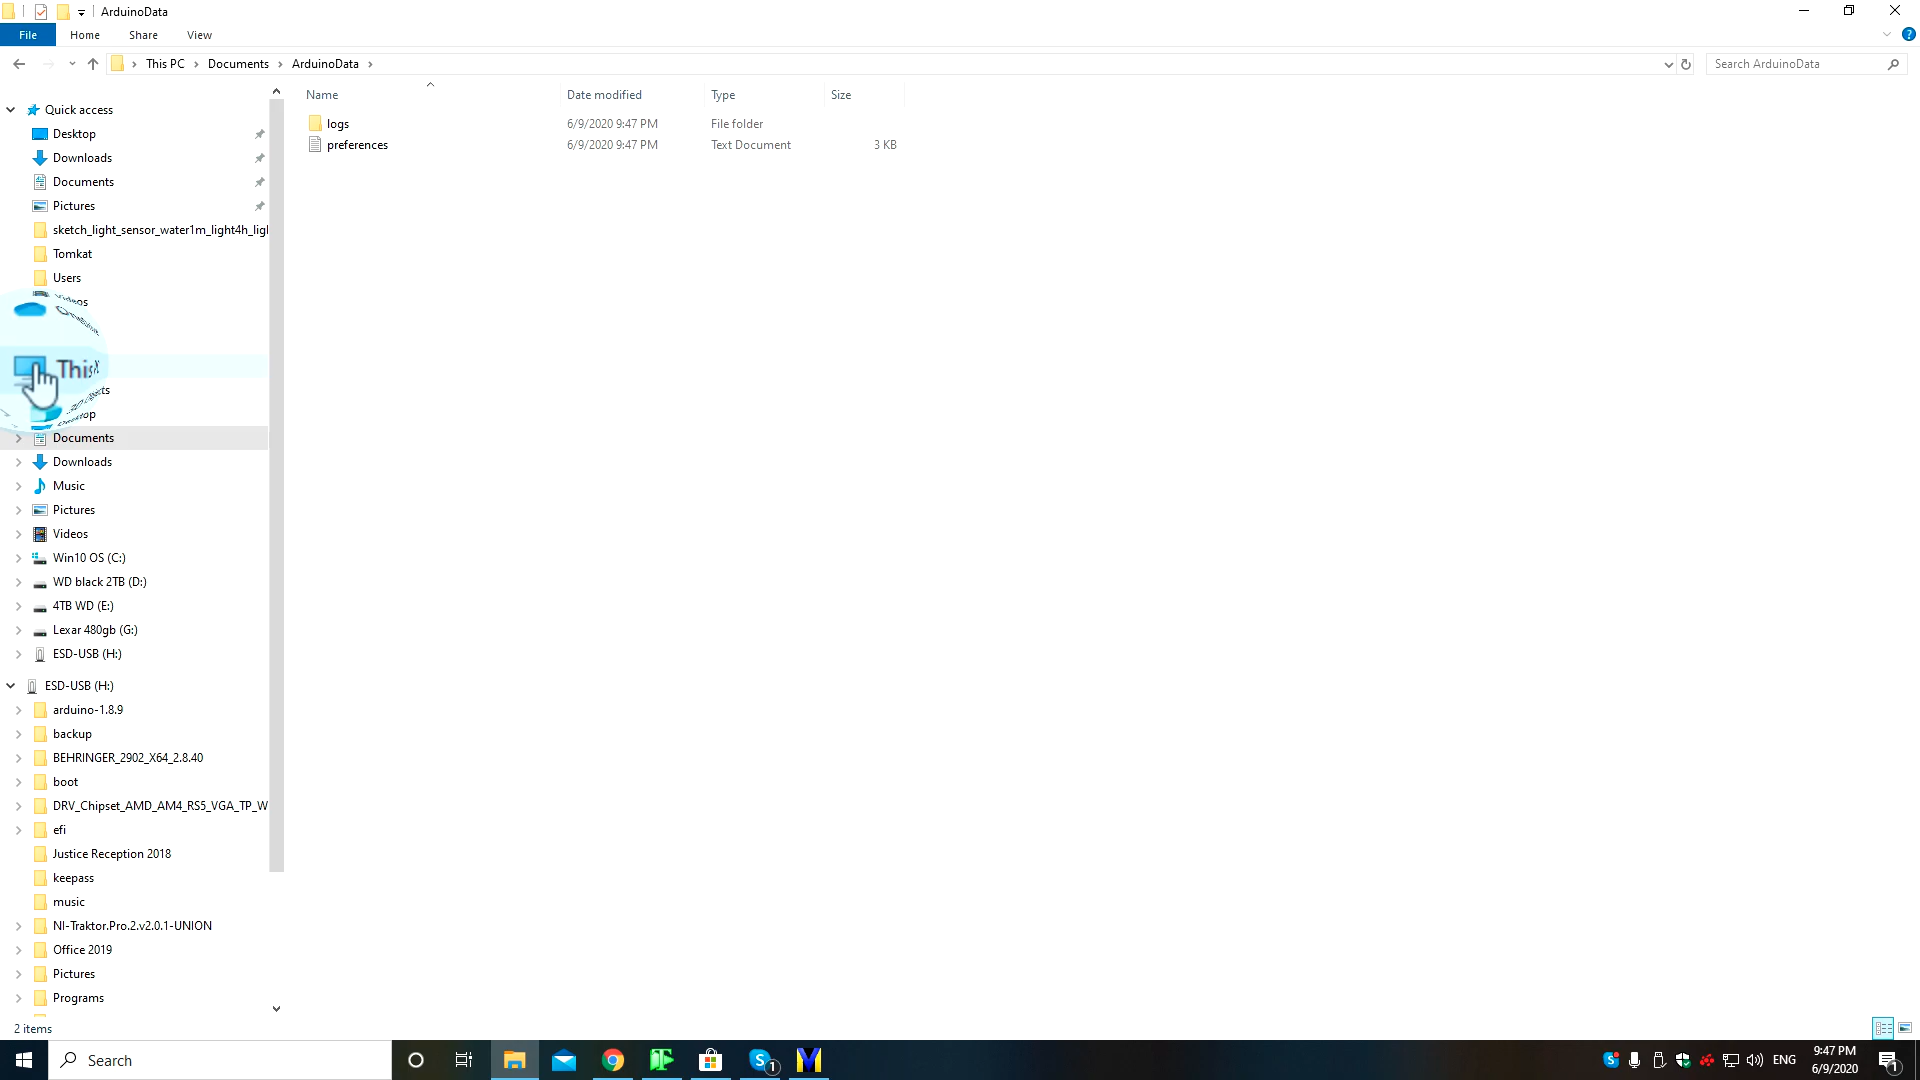 ArduinoData
File Home Share View
This PC Documents ArduinoData
Search ArduinoData
Name Date modified Type Size
logs 6/9/2020 9:47 PM File folder
preferences 6/9/2020 9:47 PM Text Document 3 KB
Quick access
Desktop
Downloads
Documents
Pictures
sketch_light_sensor_water1m_light4h_ligl
Tomkat
Users
This
Documents
Downloads
Music
Pictures
Videos
Win10 OS (C:)
WD black 2TB (D:)
4TB WD (E:)
Lexar 480gb (G:)
ESD-USB (H:)
ESD-USB (H:)
arduino-1.8.9
backup
BEHRINGER_2902_X64_2.8.40
boot
DRV_Chipset_AMD_AM4_RS5_VGA_TP_W
efi
Justice Reception 2018
keepass
music
NI-Traktor.Pro.2.v2.0.1-UNION
Office 2019
Pictures
Programs
2 items
Search
1
ENG
9:47 PM
6/9/2020
1